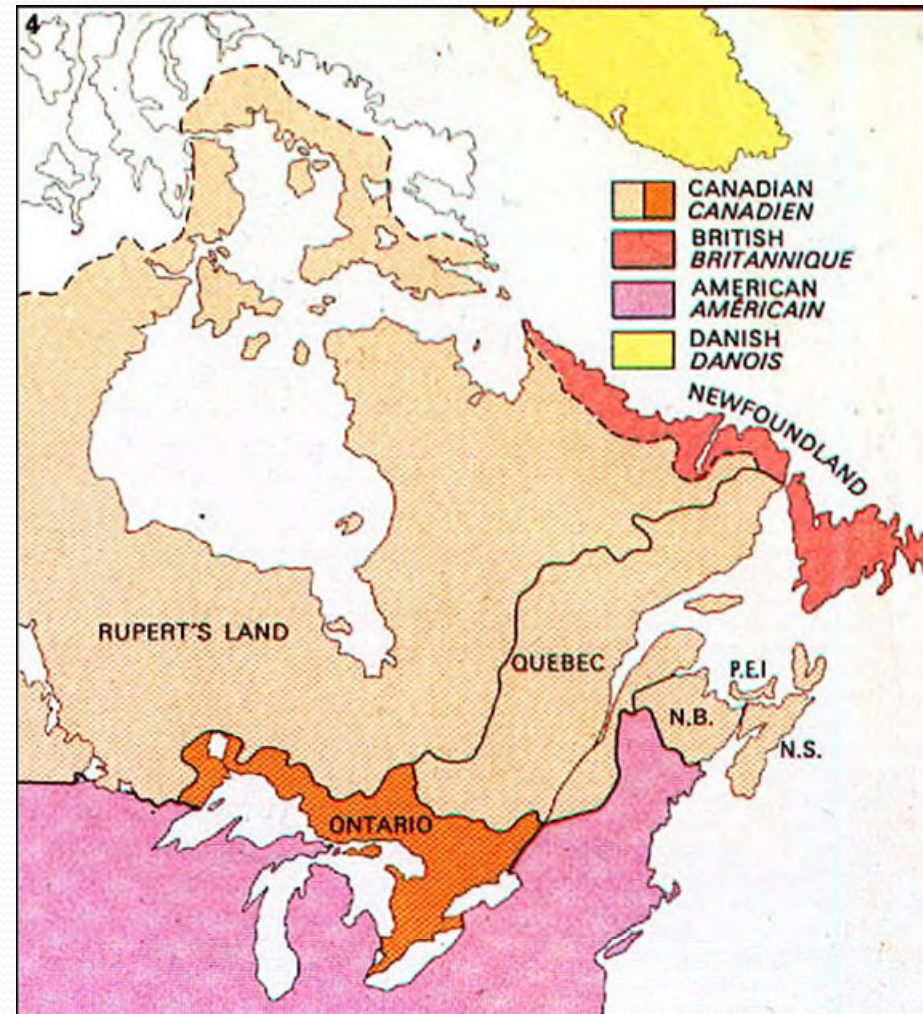 4
CANADIAN
CANADIEN
BRITISH
BRITANNIQUE
AMERICAN
AMÉRICAIN
DANISH
DANOIS
NEWFOUNDLAND
RUPERT'S LAND
QUEBEC
P.E.I
N.B.
N.S.
ONTARIO